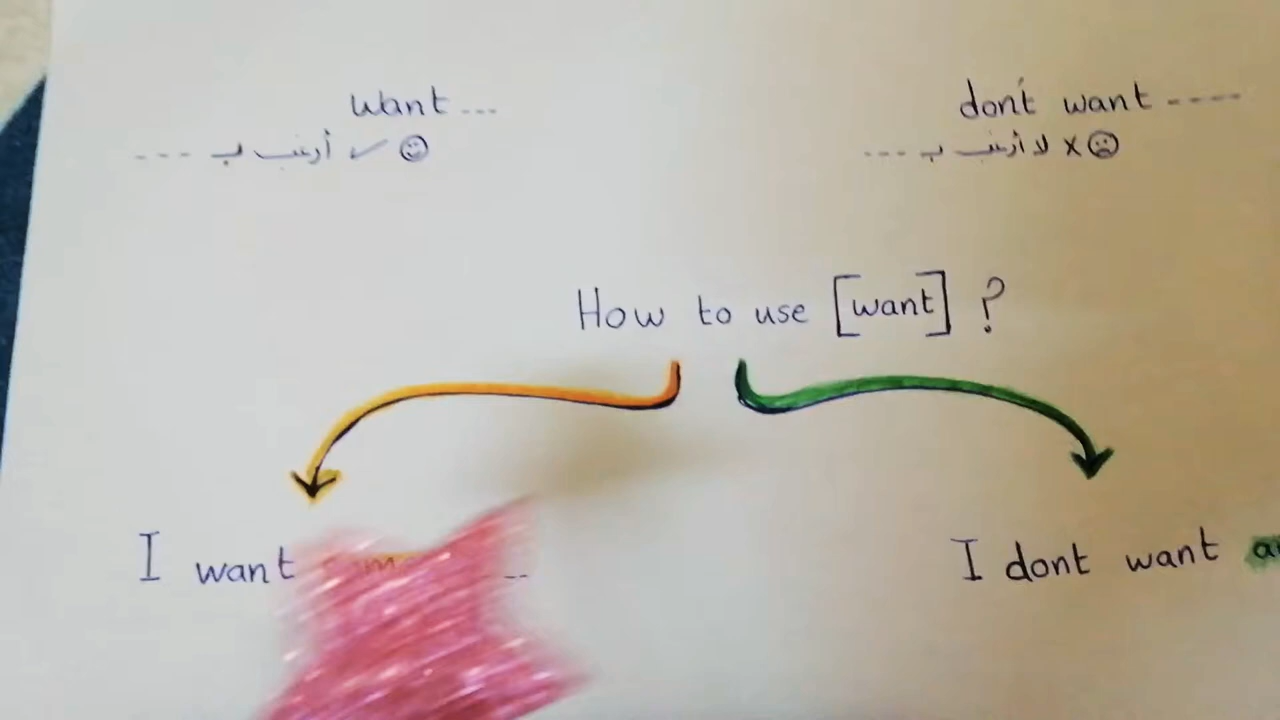 want ...
don't want ----
أرغب ب ✓ ☺ ---
لا أرغب ب x ☹ ---
How to use [want] ?
I want
I dont want